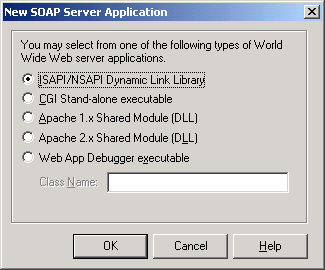 New SOAP Server Application
You may select from one of the following types of World
Wide Web server applications.
ISAPI/NSAPI Dynamic Link Library
CGI Stand-alone executable
Apache 1.x Shared Module (DLL)
Apache 2.x Shared Module (DLL)
Web App Debugger executable
Class Name:
OK Cancel Help